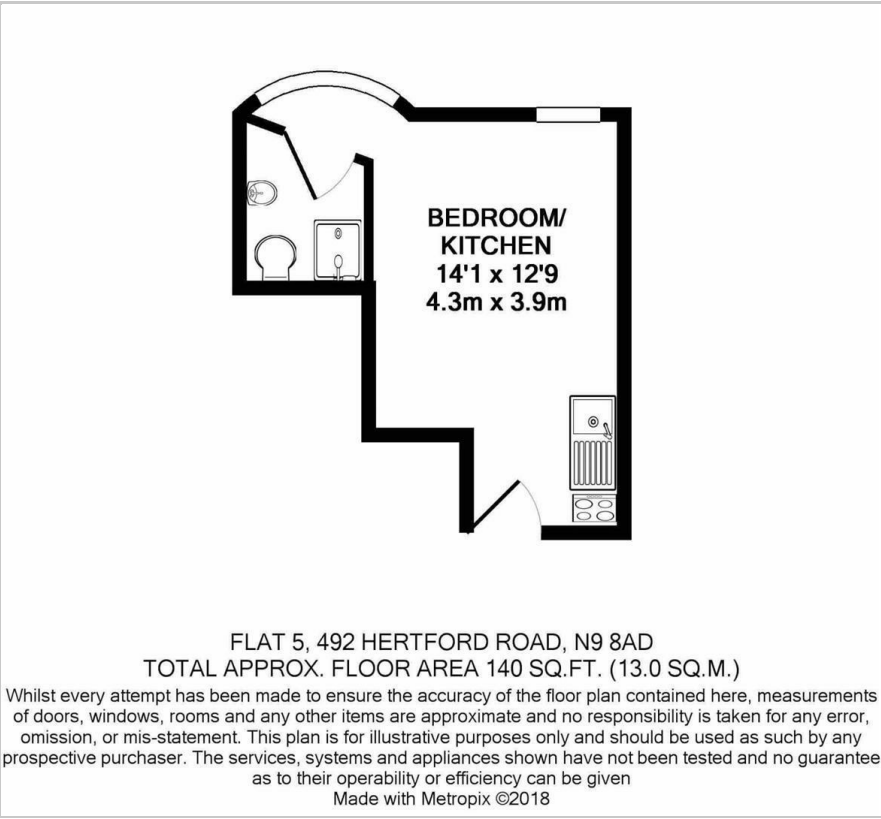 BEDROOM/
KITCHEN
14'1 x 12'9
4.3m x 3.9m
FLAT 5, 492 HERTFORD ROAD, N9 8AD
TOTAL APPROX. FLOOR AREA 140 SQ.FT. (13.0 SQ.M.)
Whilst every attempt has been made to ensure the accuracy of the floor plan contained here, measurements
of doors, windows, rooms and any other items are approximate and no responsibility is taken for any error,
omission, or mis-statement. This plan is for illustrative purposes only and should be used as such by any
prospective purchaser. The services, systems and appliances shown have not been tested and no guarantee
as to their operability or efficiency can be given
Made with Metropix ©2018